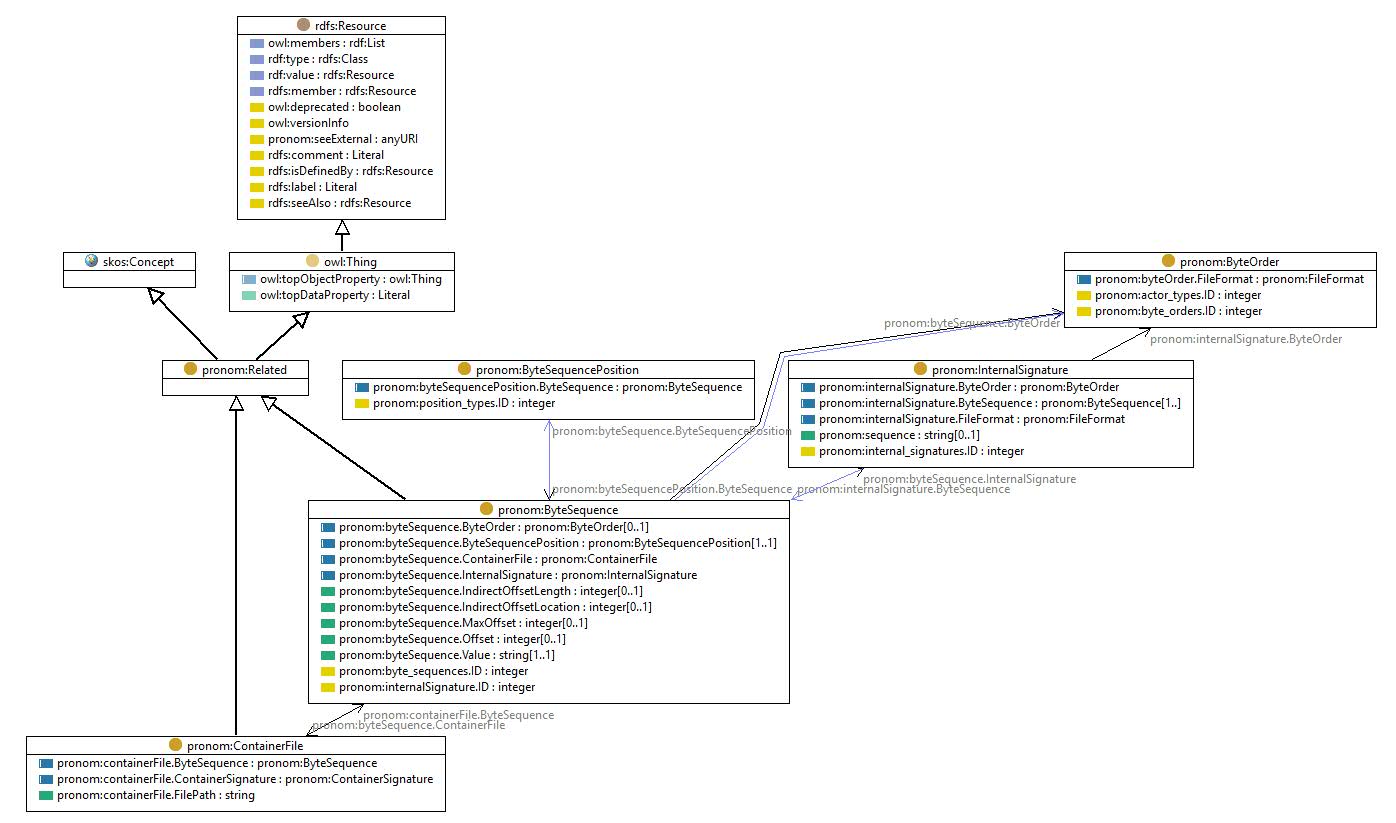 rdfs:Resource
owl:members : rdf:List
rdf:type : rdfs:Class
rdf:value : rdfs:Resource
rdfs:member : rdfs:Resource
owl:deprecated : boolean
owl:versionInfo
pronom:seeExternal : anyURI
rdfs:comment : Literal
rdfs:isDefinedBy : rdfs:Resource
rdfs:label : Literal
rdfs:seeAlso : rdfs:Resource
skos:Concept
owl:Thing
owl:topObjectProperty : owl:Thing
owl:topDataProperty : Literal
pronom:ByteOrder
pronom:byteOrder.FileFormat : pronom:FileFormat
pronom:actor_types.ID : integer
pronom:byte_orders.ID : integer
pronom:byteSequence.ByteOrder
pronom:internalSignature.ByteOrder
pronom:Related
pronom:ByteSequencePosition
pronom:byteSequencePosition.ByteSequence : pronom:ByteSequence
pronom:position_types.ID : integer
pronom:InternalSignature
pronom:internalSignature.ByteOrder : pronom:ByteOrder
pronom:internalSignature.ByteSequence : pronom:ByteSequence[1..]
pronom:internalSignature.FileFormat : pronom:FileFormat
pronom:sequence : string[0..1]
pronom:internal_signatures.ID : integer
pronom:byteSequence.ByteSequencePosition
pronom:byteSequence.InternalSignature
pronom:byteSequencePosition.ByteSequence
pronom:internalSignature.ByteSequence
pronom:ByteSequence
pronom:byteSequence.ByteOrder : pronom:ByteOrder[0..1]
pronom:byteSequence.ByteSequencePosition : pronom:ByteSequencePosition[1..1]
pronom:byteSequence.ContainerFile : pronom:ContainerFile
pronom:byteSequence.InternalSignature : pronom:InternalSignature
pronom:byteSequence.IndirectOffsetLength : integer[0..1]
pronom:byteSequence.IndirectOffsetLocation : integer[0..1]
pronom:byteSequence.MaxOffset : integer[0..1]
pronom:byteSequence.Offset : integer[0..1]
pronom:byteSequence.Value : string[1..1]
pronom:byte_sequences.ID : integer
pronom:internalSignature.ID : integer
pronom:containerFile.ByteSequence
pronom:byteSequence.ContainerFile
pronom:ContainerFile
pronom:containerFile.ByteSequence : pronom:ByteSequence
pronom:containerFile.ContainerSignature : pronom:ContainerSignature
pronom:containerFile.FilePath : string